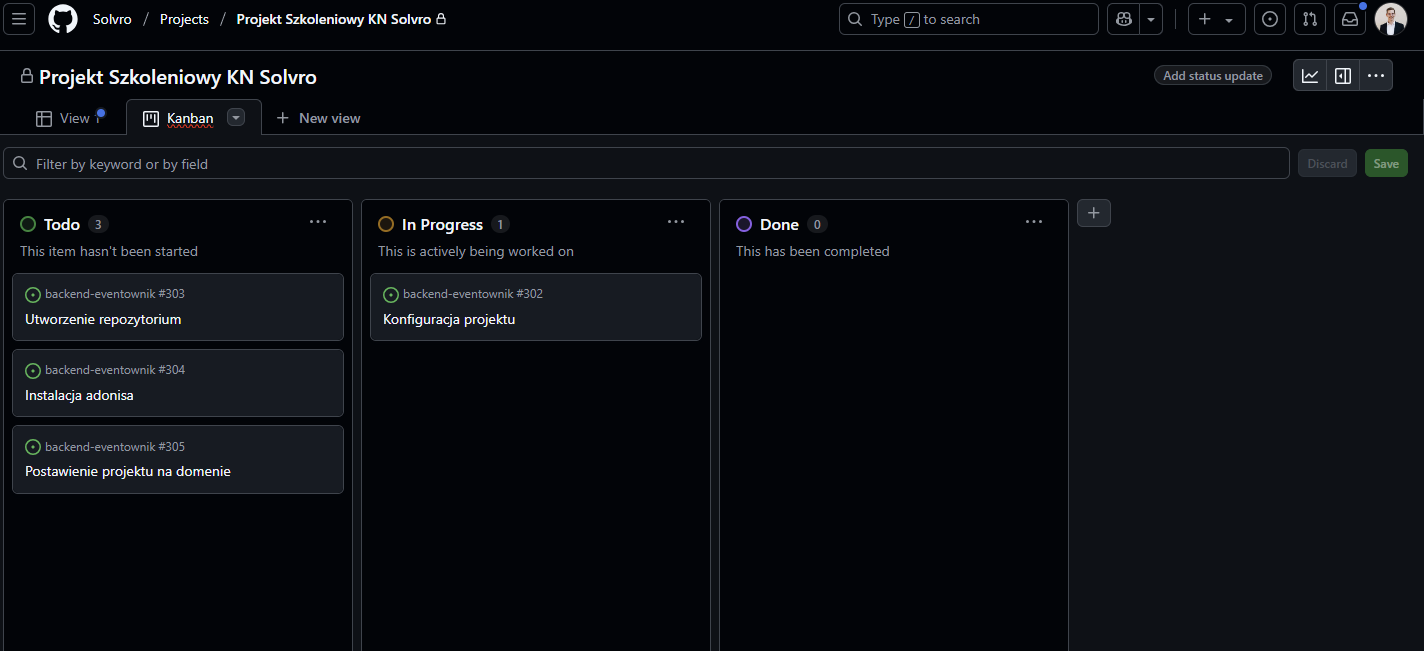 Solvro / Projects / Projekt Szkoleniowy KN Solvro
Type / to search
Projekt Szkoleniowy KN Solvro
Add status update
View
Kanban
New view
Filter by keyword or by field
Discard
Save
Todo 3
This item hasn't been started
backend-eventownik #303
Utworzenie repozytorium
backend-eventownik #304
Instalacja adonisa
backend-eventownik #305
Postawienie projektu na domenie
In Progress 1
This is actively being worked on
backend-eventownik #302
Konfiguracja projektu
Done 0
This has been completed